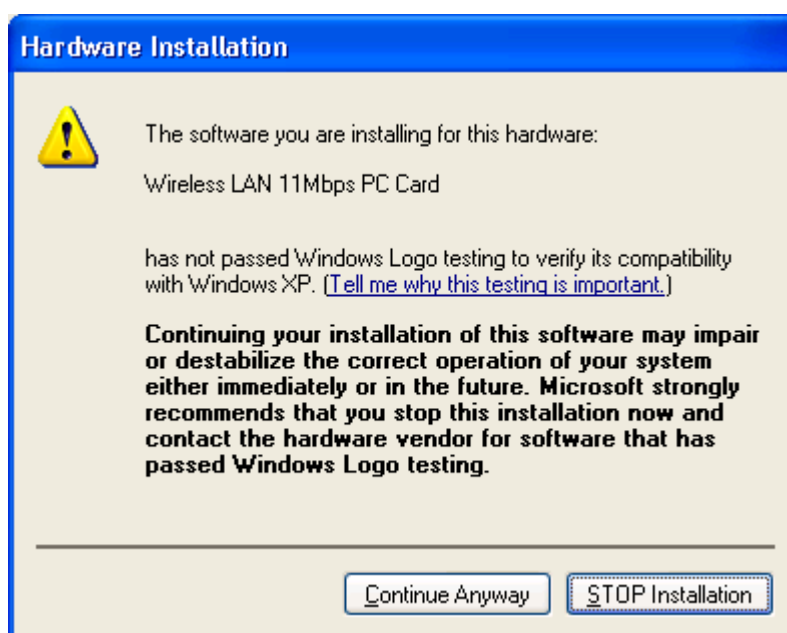 Hardware Installation
The software you are installing for this hardware:
Wireless LAN 11Mbps PC Card
has not passed Windows Logo testing to verify its compatibility
with Windows XP. (Tell me why this testing is important.)
Continuing your installation of this software may impair
or destabilize the correct operation of your system
either immediately or in the future. Microsoft strongly
recommends that you stop this installation now and
contact the hardware vendor for software that has
passed Windows Logo testing.
Continue Anyway STOP Installation